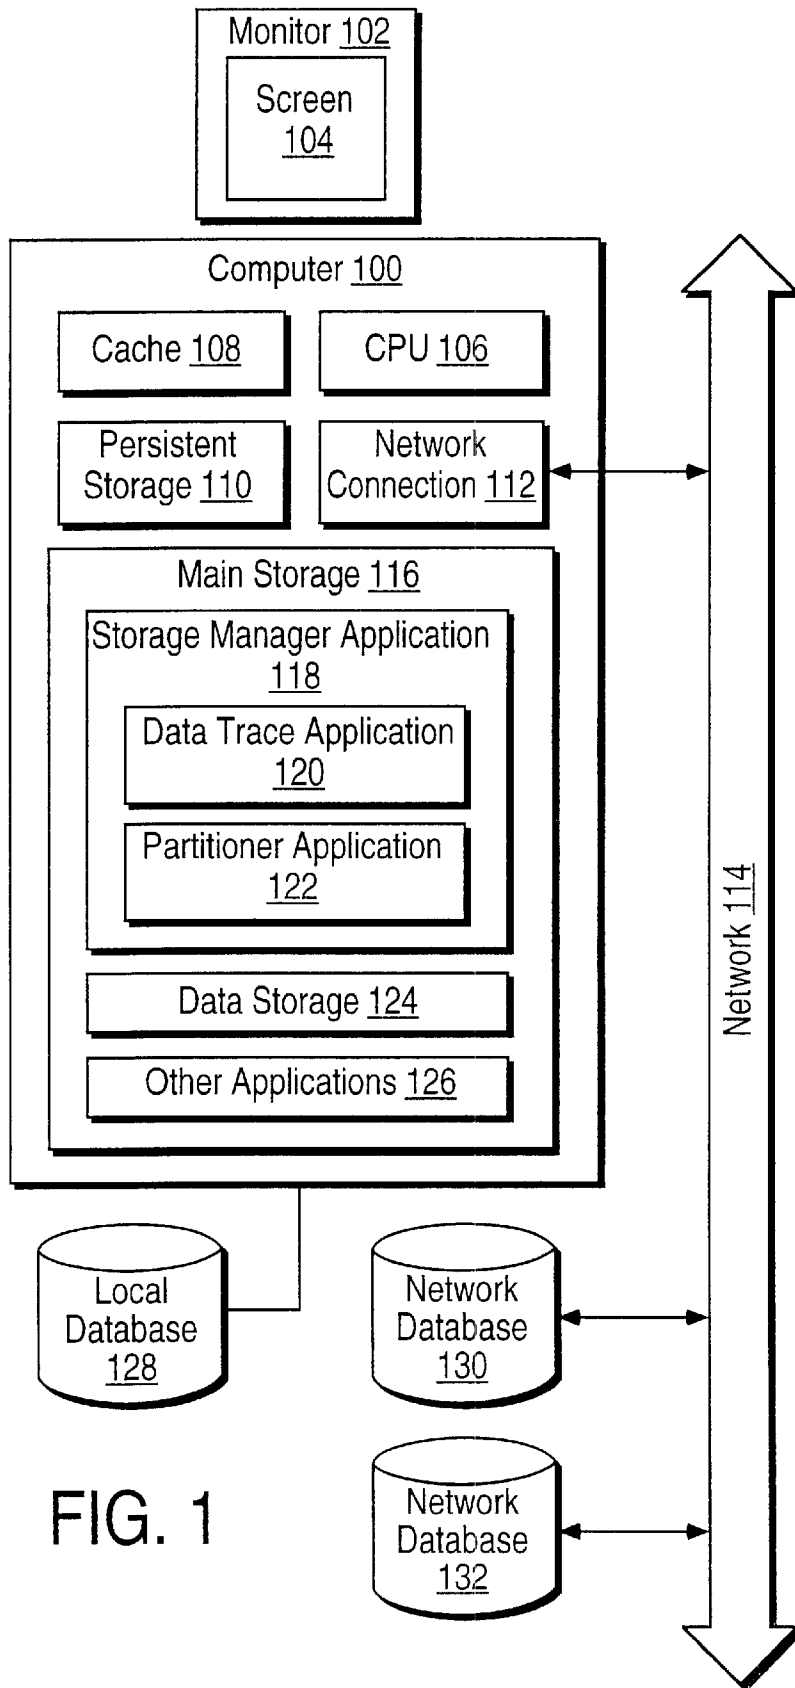 Monitor 102
Screen
104
Computer 100
Cache 108
CPU 106
Persistent
Storage 110
Network
Connection 112
Main Storage 116
Storage Manager Application
118
Data Trace Application
120
Partitioner Application
122
Data Storage 124
Other Applications 126
Network 114
Local
Database
128
Network
Database
130
Network
Database
132
FIG. 1